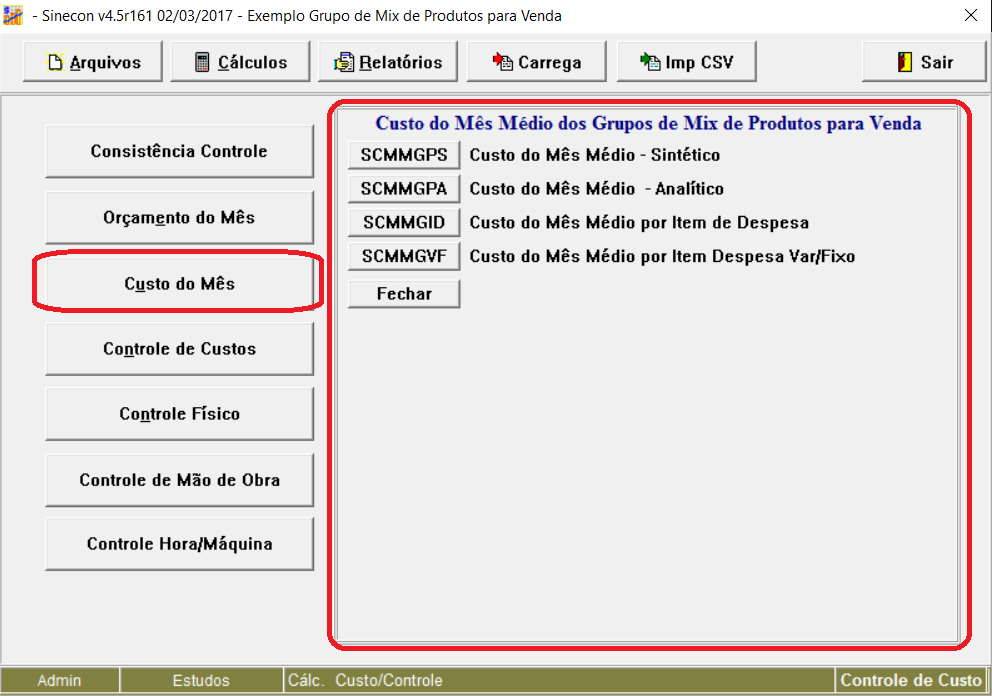 - Sinecon v4.5r161 02/03/2017 - Exemplo Grupo de Mix de Produtos para Venda
Arquivos Cálculos Relatórios Carrega Imp CSV Sair
Consistência Controle
Orçamento do Mês
Custo do Mês
Controle de Custos
Controle Físico
Controle de Mão de Obra
Controle Hora/Máquina
Custo do Mês Médio dos Grupos de Mix de Produtos para Venda
SCMMGPS Custo do Mês Médio - Sintético
SCMMGPA Custo do Mês Médio - Analítico
SCMMGID Custo do Mês Médio por Item de Despesa
SCMMGVF Custo do Mês Médio por Item Despesa Var/Fixo
Fechar
Admin Estudos Cálc. Custo/Controle Controle de Custo